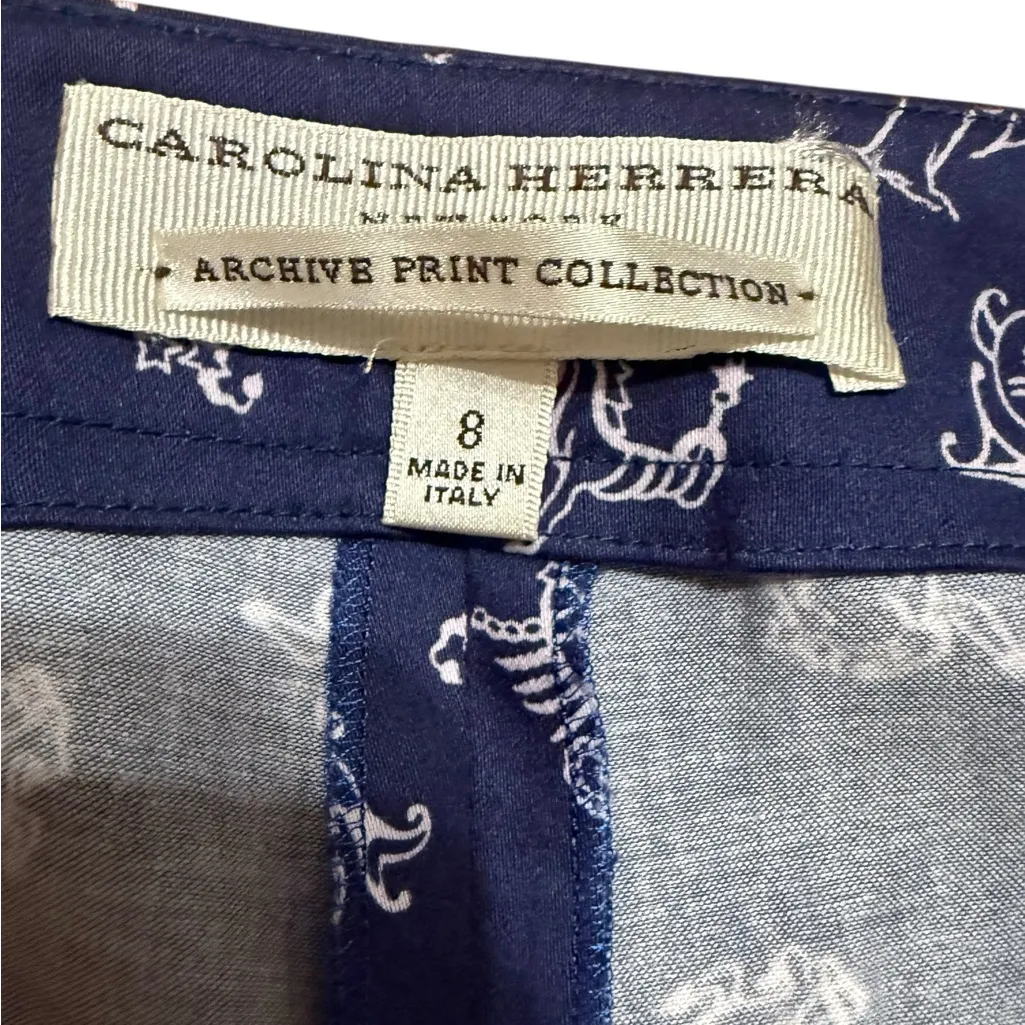 CAROLINA HERRERA
ARCHIVE PRINT COLLECTION
8
MADE IN
ITALY